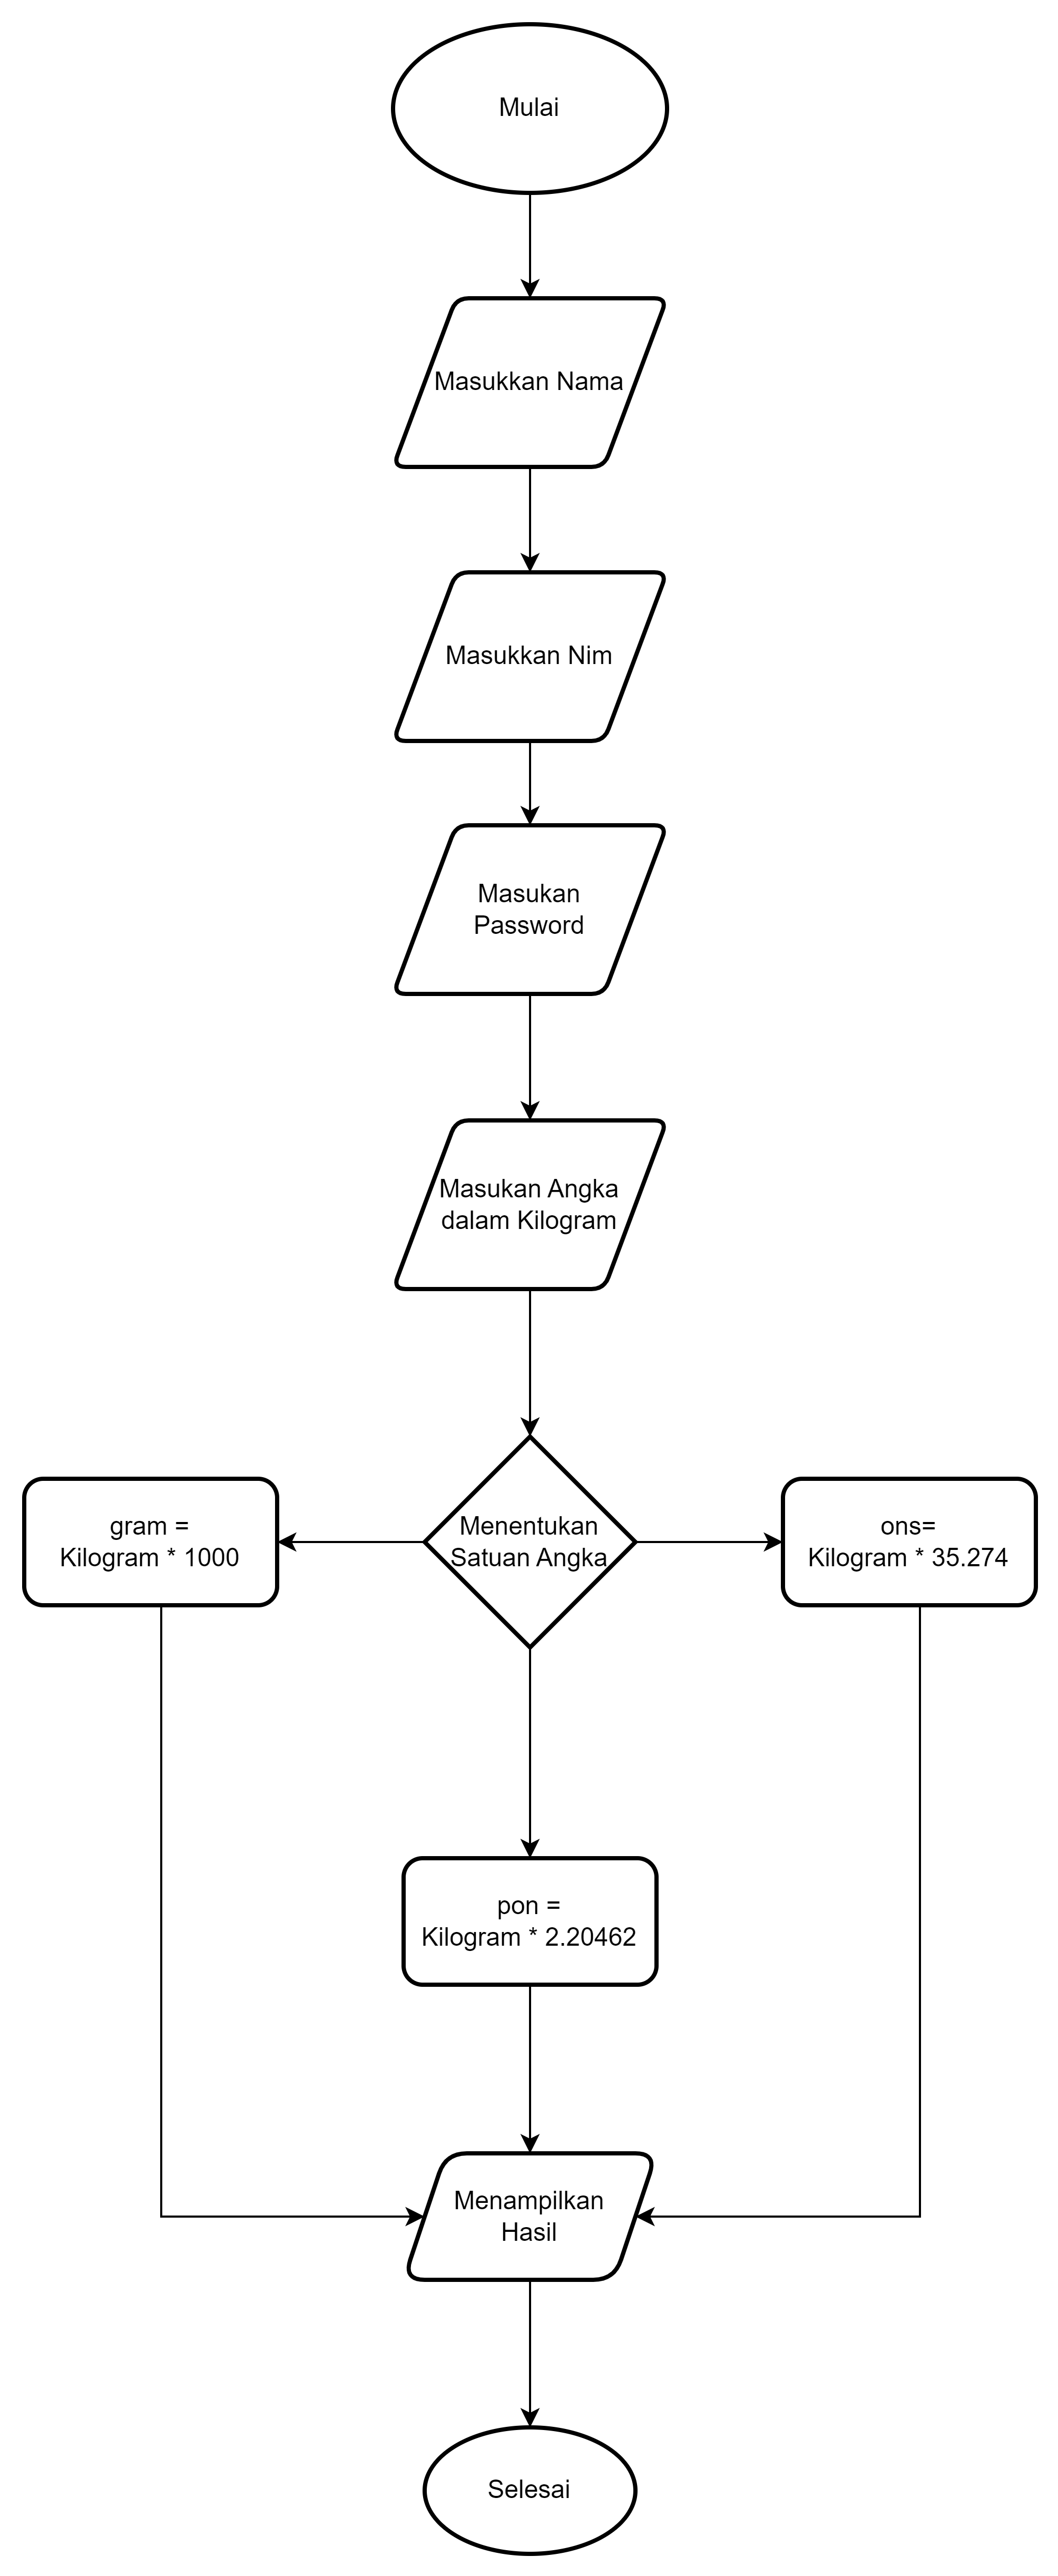 Mulai
Masukkan Nama
Masukkan Nim
Masukan
Password
Masukan Angka
dalam Kilogram
Menentukan
Satuan Angka
gram =
Kilogram * 1000
ons=
Kilogram * 35.274
pon =
Kilogram * 2.20462
Menampilkan
Hasil
Selesai